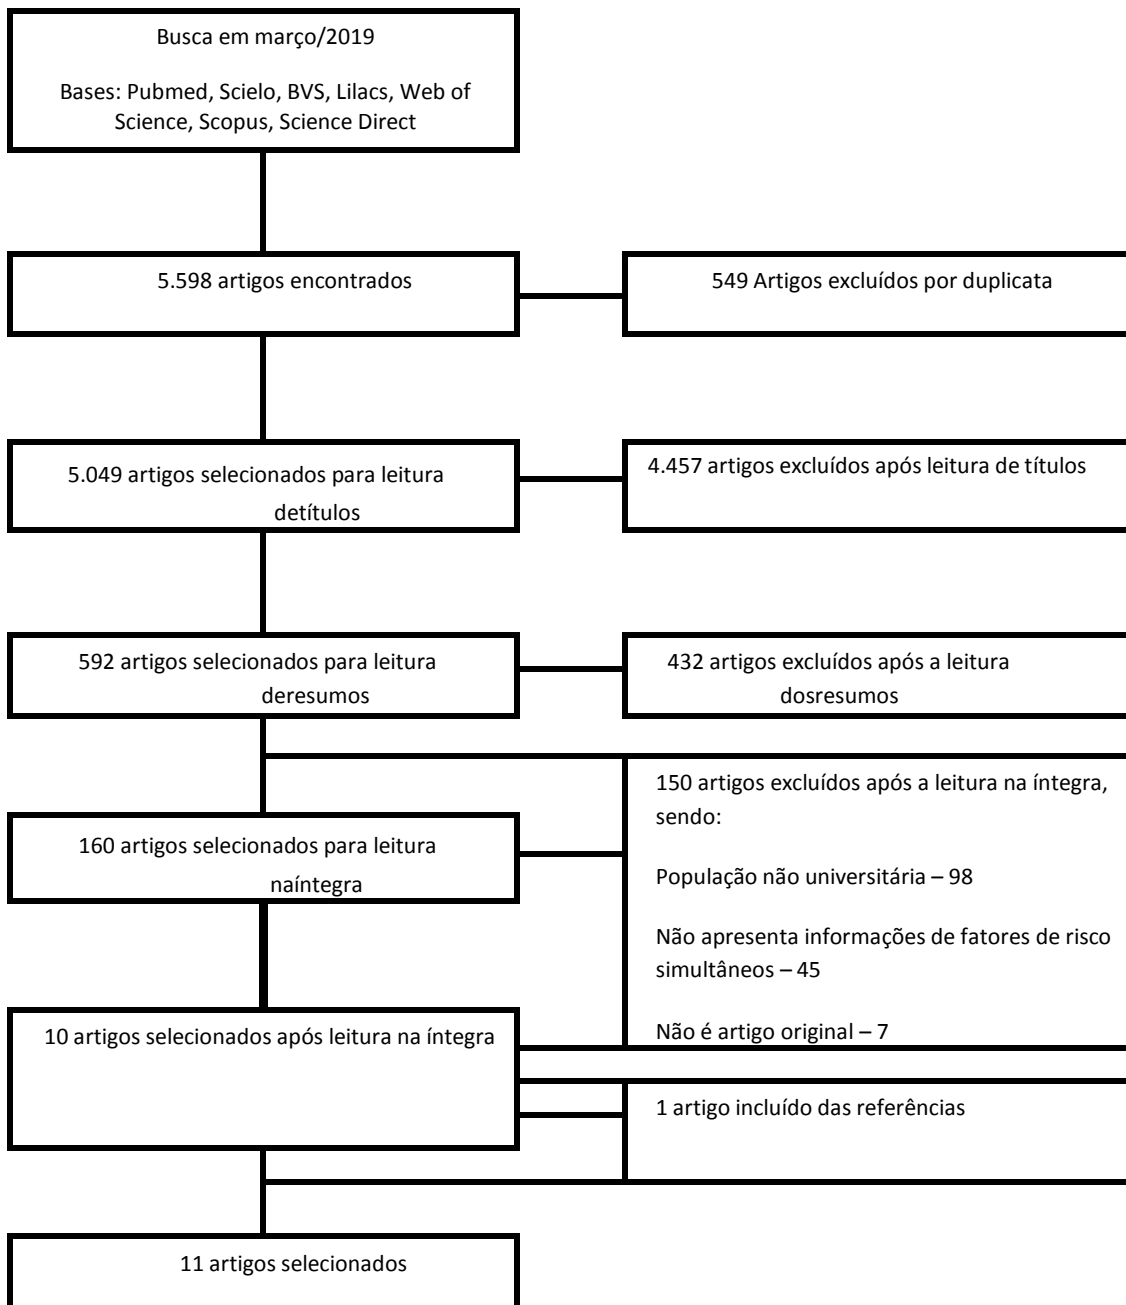 Busca em março/2019
Bases: Pubmed, Scielo, BVS, Lilacs, Web of
Science, Scopus, Science Direct
5.598 artigos encontrados
549 Artigos excluídos por duplicata
5.049 artigos selecionados para leitura
detítulos
4.457 artigos excluídos após leitura de títulos
592 artigos selecionados para leitura
deresumos
432 artigos excluídos após a leitura
dosresumos
150 artigos excluídos após a leitura na íntegra,
sendo:
População não universitária – 98
Não apresenta informações de fatores de risco
simultâneos – 45
Não é artigo original – 7
160 artigos selecionados para leitura
naíntegra
10 artigos selecionados após leitura na íntegra
1 artigo incluído das referências
11 artigos selecionados